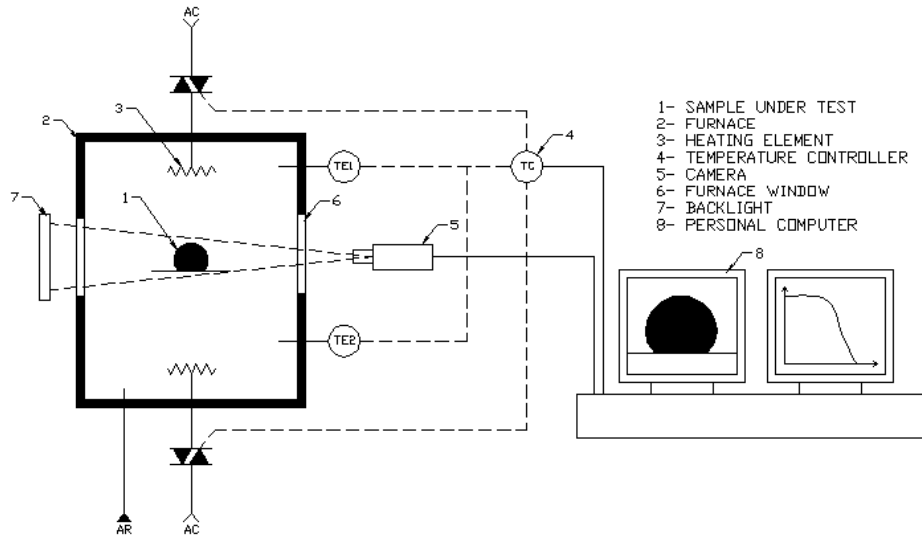 AC
3
2
4
1- SAMPLE UNDER TEST
2- FURNACE
3- HEATING ELEMENT
4- TEMPERATURE CONTROLLER
5- CAMERA
6- FURNACE WINDOW
7- BACKLIGHT
8- PERSONAL COMPUTER
TE1
TC
7
1
6
5
8
TE2
AR
AC